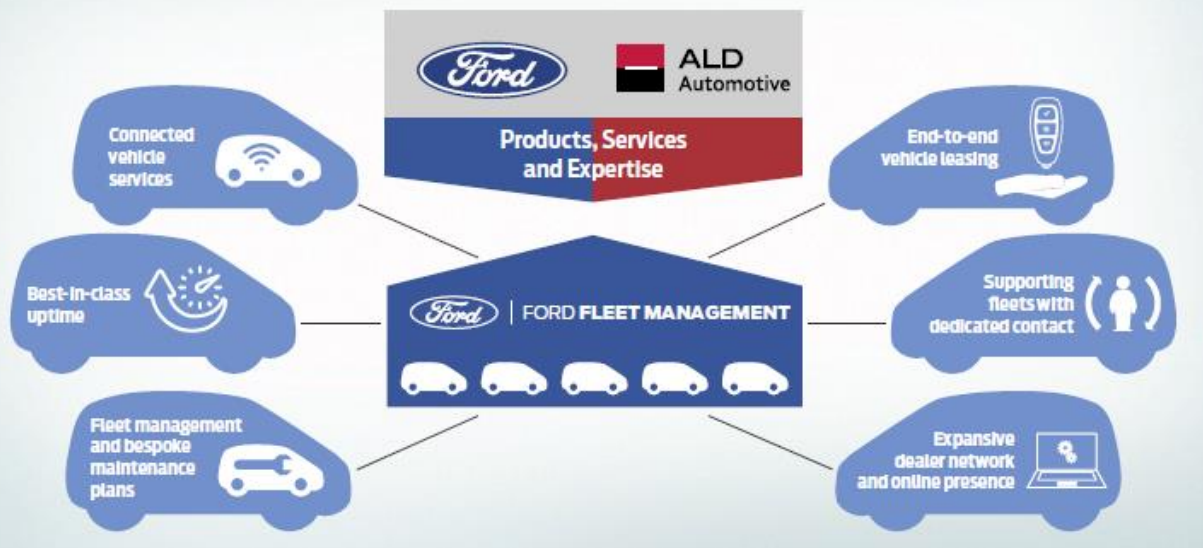 Ford
ALD
Automotive
Products, Services
and Expertise
Connected
vehicle
services
End-to-end
vehicle leasing
Best-in-class
uptime
Ford | FORD FLEET MANAGEMENT
Supporting
fleets with
dedicated contact
Fleet management
and bespoke
maintenance
plans
Expansive
dealer network
and online presence